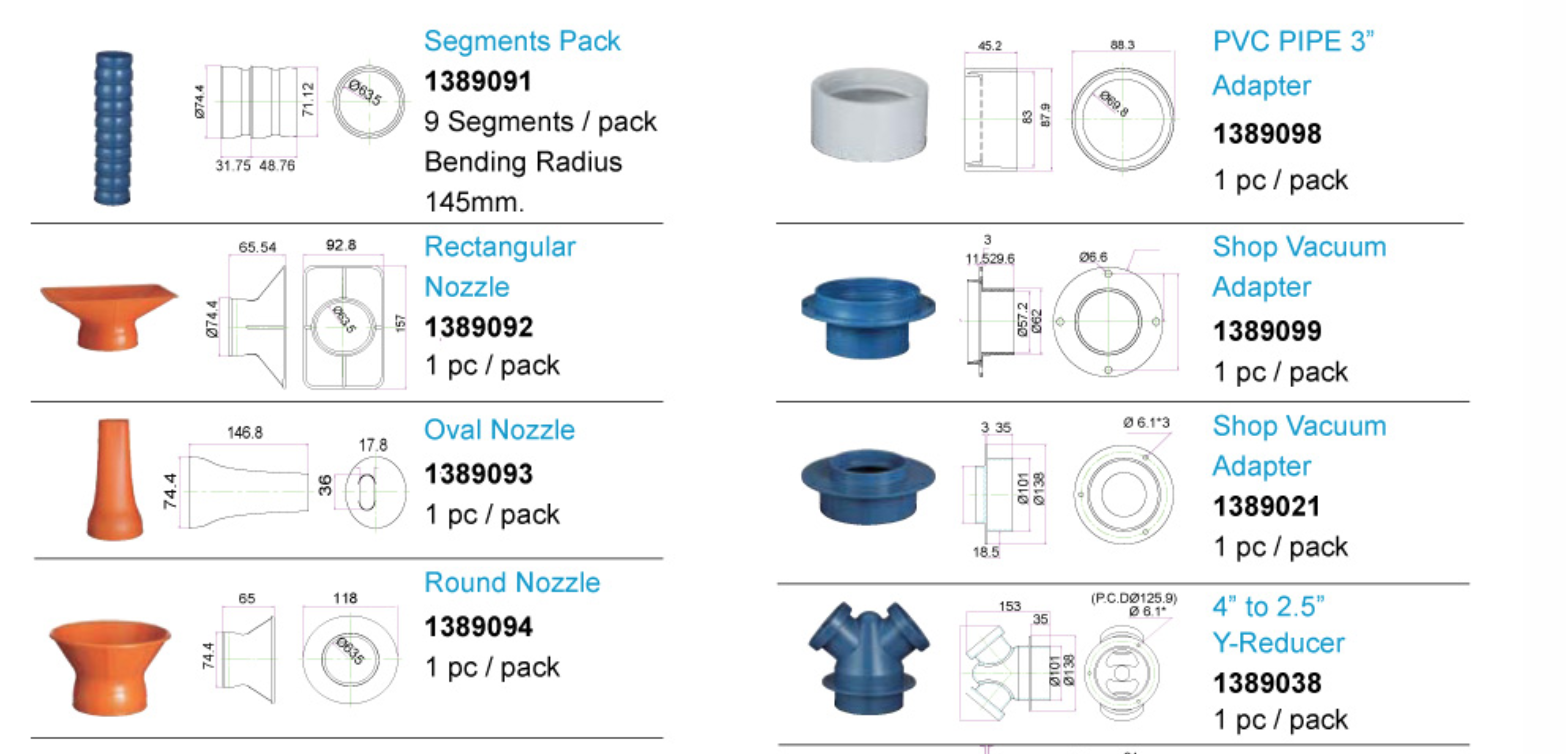 Segments Pack
1389091
9 Segments / pack
Bending Radius
145mm.
Ø74.4
71.12
Ø63.5
31.75 48.76
Rectangular
Nozzle
1389092
1 pc / pack
65.54
92.8
Ø74.4
Ø63.5
157
Oval Nozzle
1389093
1 pc / pack
146.8
17.8
74.4
36
Round Nozzle
1389094
1 pc / pack
65
118
74.4
Ø635
PVC PIPE 3”
Adapter
1389098
1 pc / pack
45.2
88.3
Ø69.8
83
87.9
Shop Vacuum
Adapter
1389099
1 pc / pack
3
11.529.6
Ø6.6
Ø57.2
Ø62
Shop Vacuum
Adapter
1389021
1 pc / pack
3 35
Ø 6.1*3
Ø101
Ø138
18.5
4” to 2.5”
Y-Reducer
1389038
1 pc / pack
153
35
(P.C.DØ125.9)
Ø 6.1*
Ø101
Ø138